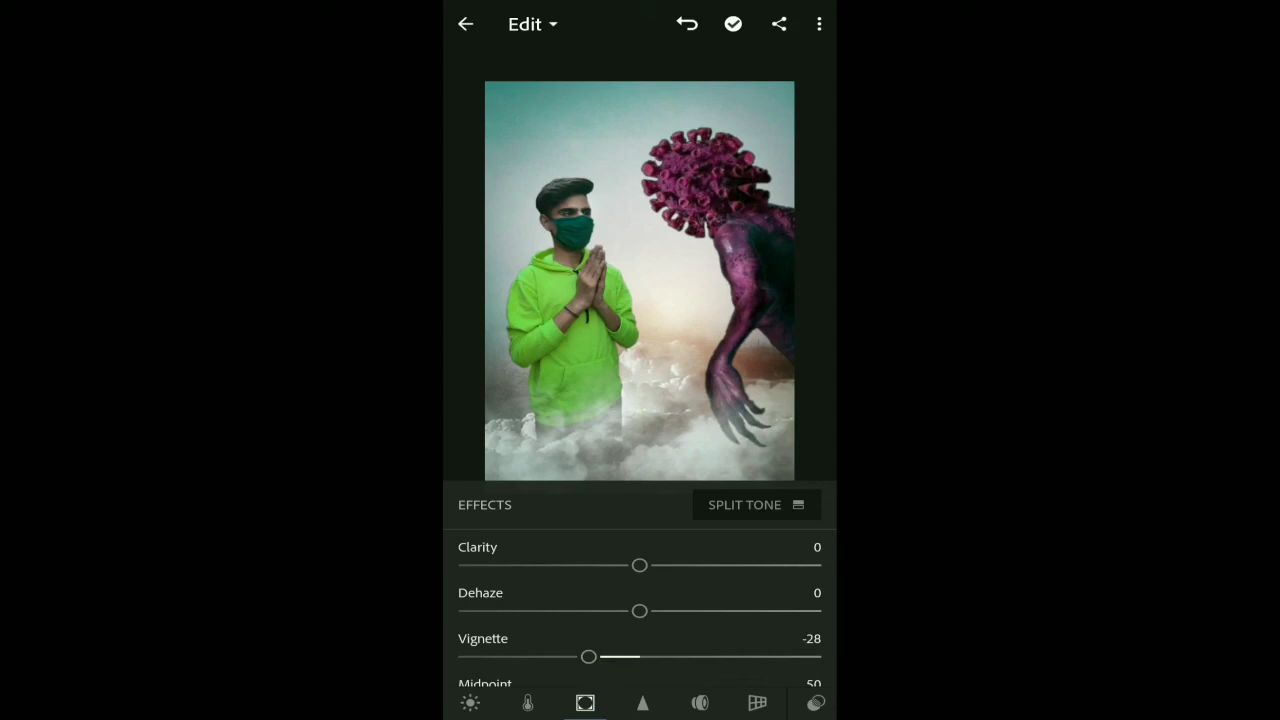 Edit
EFFECTS
SPLIT TONE
Clarity 0
Dehaze 0
Vignette -28
Midpoint 50